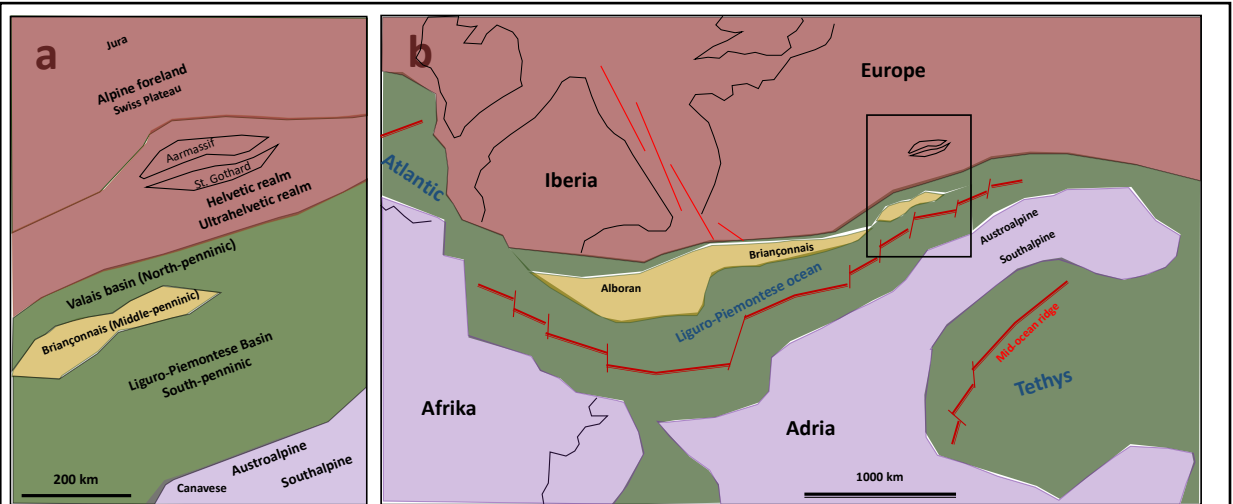 a
Jura
Alpine foreland
Swiss Plateau
Aarmassif
St. Gothard
Helvetic realm
Ultrahelvetic realm
Valais basin (North-penninic)
Briançonnais (Middle-penninic)
Liguro-Piemontese Basin
South-penninic
Austroalpine
Southalpine
Canavese
200 km
b
Europe
Iberia
Atlantic
Briançonnais
Alboran
Liguro-Piemontese ocean
Austroalpine
Southalpine
Mid-ocean ridge
Tethys
Afrika
Adria
1000 km